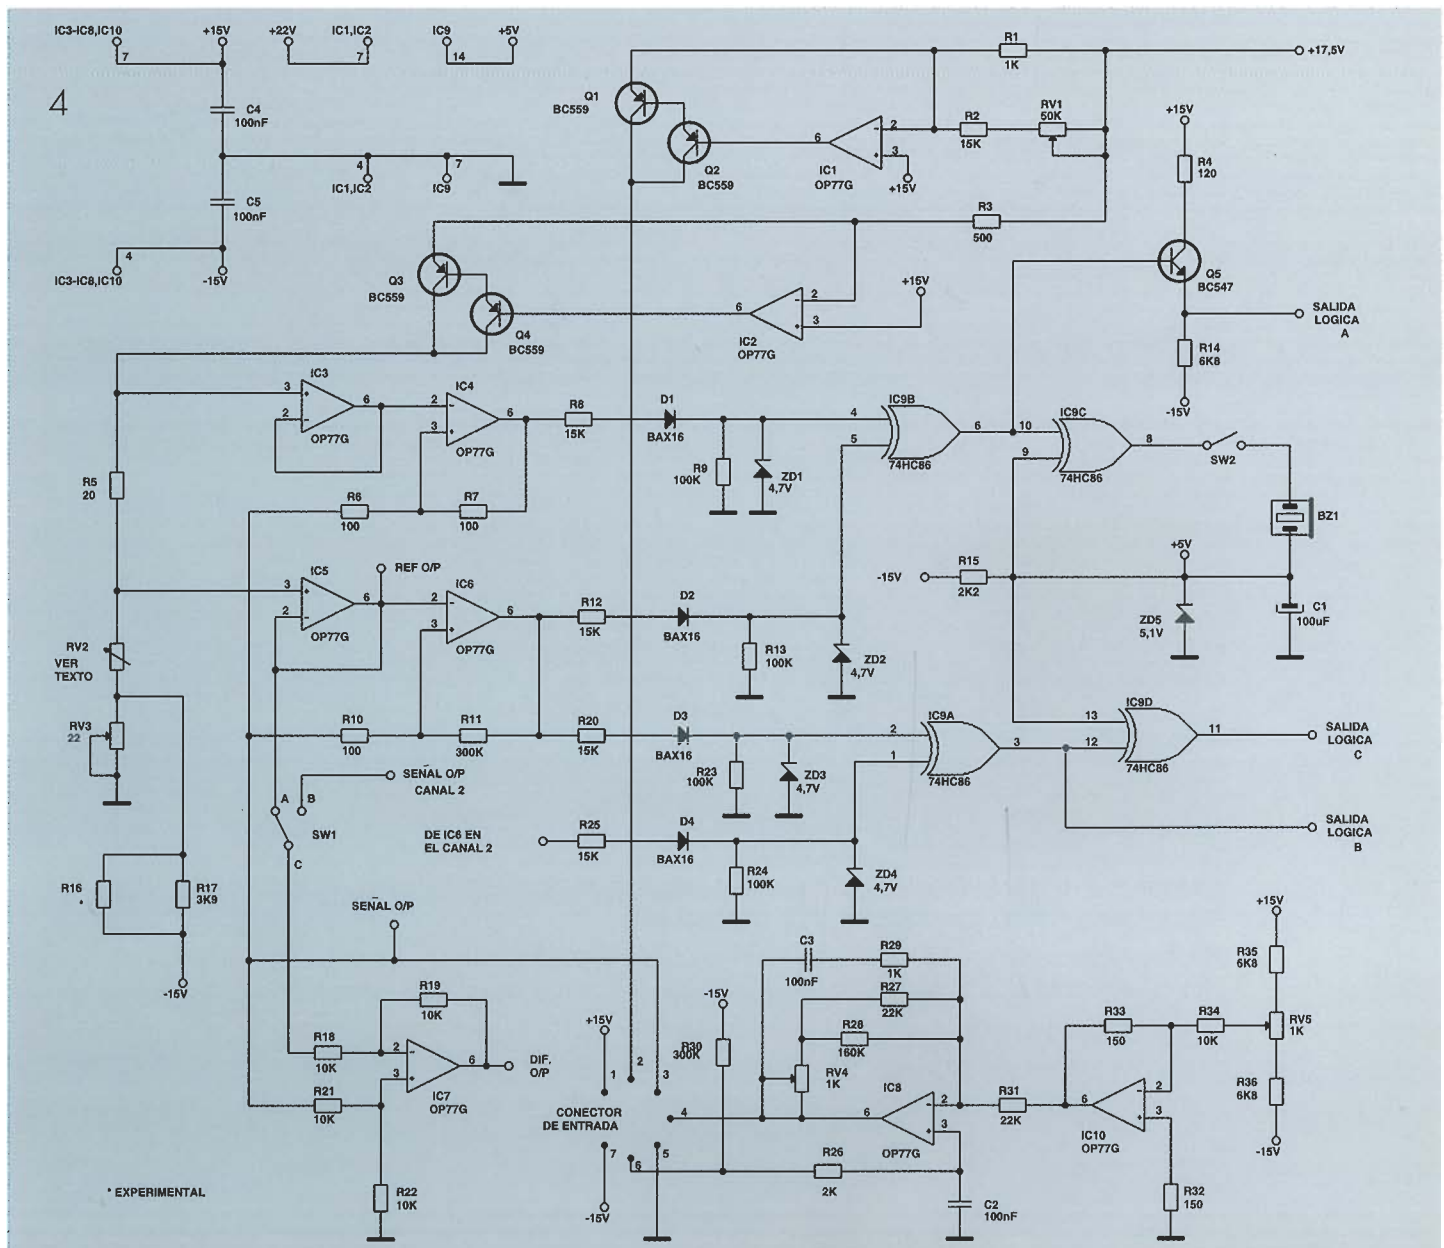 IC3-IC8,IC10
+15V
+22V
IC1,IC2
IC9
+5V
7
7
14
4
C4
100nF
4
7
IC1,IC2
IC9
C5
100nF
4
IC3-IC8,IC10
-15V
Q1
BC559
Q2
BC559
R1
1K
+17,5V
RV1
50K
R2
15K
6
2
3
IC1
OP77G
+15V
R3
500
+15V
R4
120
Q5
BC547
SALIDA
LOGICA
A
R14
6K8
-15V
Q3
BC559
Q4
BC559
6
2
3
+15V
IC2
OP77G
IC3
3
2
6
OP77G
IC4
2
3
6
OP77G
R8
15K
D1
BAX16
R9
100K
ZD1
4,7V
IC9B
4
5
6
74HC86
IC9C
10
9
8
74HC86
SW2
BZ1
R5
20
R6
100
R7
100
-15V
R15
2K2
+5V
ZD5
5,1V
C1
100uF
IC5
3
2
6
OP77G
REF O/P
IC6
2
3
6
OP77G
R12
15K
D2
BAX16
R13
100K
ZD2
4,7V
RV2
VER
TEXTO
RV3
22
R10
100
R11
300K
R20
15K
D3
BAX16
R23
100K
ZD3
4,7V
IC9A
2
1
3
74HC86
IC9D
13
12
11
74HC86
SALIDA
LOGICA
C
SALIDA
LOGICA
B
SEÑAL O/P
CANAL 2
A
B
SW1
C
DE IC6 EN
EL CANAL 2
R25
15K
D4
BAX16
R24
100K
ZD4
4,7V
R16
*
R17
3K9
-15V
SEÑAL O/P
R19
10K
R18
10K
R21
10K
2
3
6
IC7
OP77G
DIF.
O/P
R22
10K
* EXPERIMENTAL
+15V
1
2
3
CONECTOR
DE ENTRADA
4
7
6
5
-15V
-15V
R30
300K
C3
100nF
R29
1K
R27
22K
R28
160K
RV4
1K
IC8
6
2
3
OP77G
R26
2K
C2
100nF
R31
22K
R33
150
R34
10K
6
2
3
IC10
OP77G
R32
150
+15V
R35
6K8
RV5
1K
R36
6K8
-15V